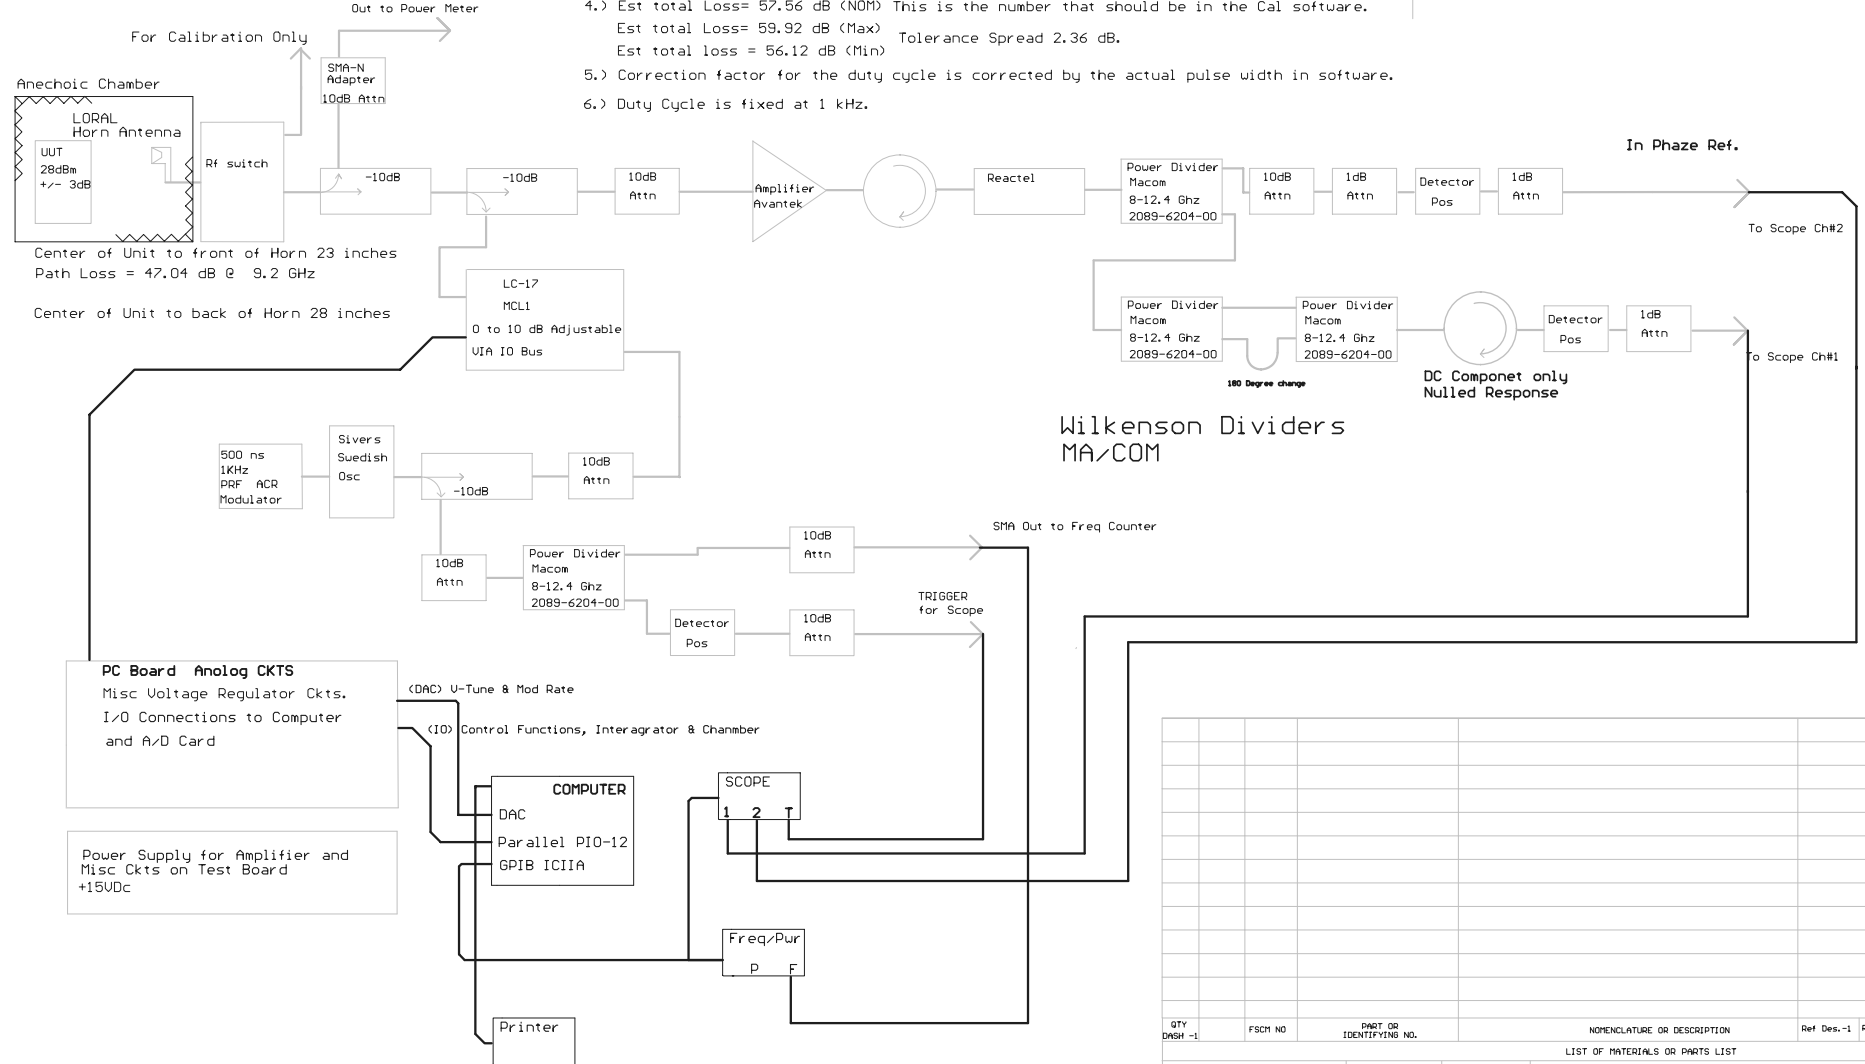 Out to Power Meter
4.) Est total Loss= 57.56 dB (NOM) This is the number that should be in the Cal software.
Est total Loss= 59.92 dB (Max)
Tolerance Spread 2.36 dB.
Est total loss = 56.12 dB (Min)
5.) Correction factor for the duty cycle is corrected by the actual pulse width in software.
6.) Duty Cycle is fixed at 1 kHz.
For Calibration Only
SMA-N
Adapter
10dB Attn
Anechoic Chamber
LORAL
Horn Antenna
UUT
28dBm
+/- 3dB
Rf switch
-10dB
-10dB
10dB
Attn
Amplifier
Avantek
Reactel
Power Divider
Macom
8-12.4 Ghz
2089-6204-00
10dB
Attn
1dB
Attn
Detector
Pos
1dB
Attn
In Phaze Ref.
To Scope Ch#2
Center of Unit to front of Horn 23 inches
Path Loss = 47.04 dB @ 9.2 GHz
Center of Unit to back of Horn 28 inches
LC-17
MCL1
0 to 10 dB Adjustable
VIA IO Bus
Power Divider
Macom
8-12.4 Ghz
2089-6204-00
Power Divider
Macom
8-12.4 Ghz
2089-6204-00
180 Degree change
Detector
Pos
1dB
Attn
To Scope Ch#1
DC Componet only
Nulled Response
Wilkenson Dividers
MA/COM
500 ns
1KHz
PRF ACR
Modulator
Sivers
Swedish
Osc
-10dB
10dB
Attn
10dB
Attn
Power Divider
Macom
8-12.4 Ghz
2089-6204-00
10dB
Attn
SMA Out to Freq Counter
Detector
Pos
10dB
Attn
TRIGGER
for Scope
PC Board Anolog CKTS
Misc Voltage Regulator Ckts.
I/O Connections to Computer
and A/D Card
(DAC) V-Tune & Mod Rate
(IO) Control Functions, Interagrator & Chanmber
COMPUTER
DAC
Parallel PIO-12
GPIB ICIIA
SCOPE
1 2 T
Power Supply for Amplifier and
Misc Ckts on Test Board
+15VDc
Freq/Pwr
P F
Printer
QTY
DASH -1
FSCM NO
PART OR
IDENTIFYING NO.
NOMENCLATURE OR DESCRIPTION
Ref Des.-1
LIST OF MATERIALS OR PARTS LIST